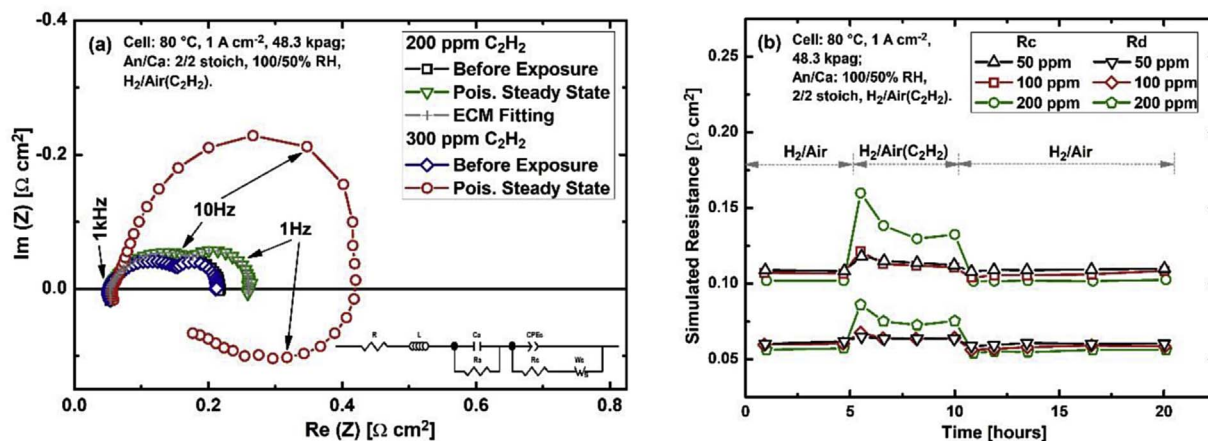 (a)
Cell: 80 °C, 1 A cm-2, 48.3 kpag;
An/Ca: 2/2 stoich, 100/50% RH,
H2/Air(C2H2).
200 ppm C2H2
Before Exposure
Pois. Steady State
ECM Fitting
300 ppm C2H2
Before Exposure
Pois. Steady State
1kHz
10Hz
1Hz
R
L
Ca
Ra
CPEc
Rc
Wc
-0.4
-0.2
0.0
Im (Z) [Ω cm2]
0.0
0.2
0.4
0.6
0.8
Re (Z) [Ω cm2]
(b)
Cell: 80 °C, 1 A cm-2,
48.3 kpag;
An/Ca: 100/50% RH,
2/2 stoich, H2/Air(C2H2).
Rc Rd
50 ppm 50 ppm
100 ppm 100 ppm
200 ppm 200 ppm
H2/Air H2/Air(C2H2) H2/Air
0.25
0.20
0.15
0.10
0.05
Simulated Resistance [Ω cm2]
0
5
10
15
20
Time [hours]